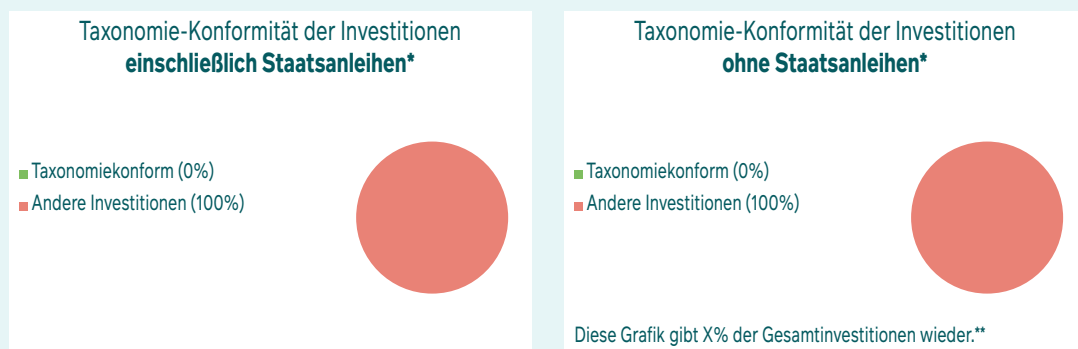 Taxonomie-Konformität der Investitionen
einschließlich Staatsanleihen*
Taxonomiekonform (0%)
Andere Investitionen (100%)
Taxonomie-Konformität der Investitionen
ohne Staatsanleihen*
Taxonomiekonform (0%)
Andere Investitionen (100%)
Diese Grafik gibt X% der Gesamtinvestitionen wieder.**